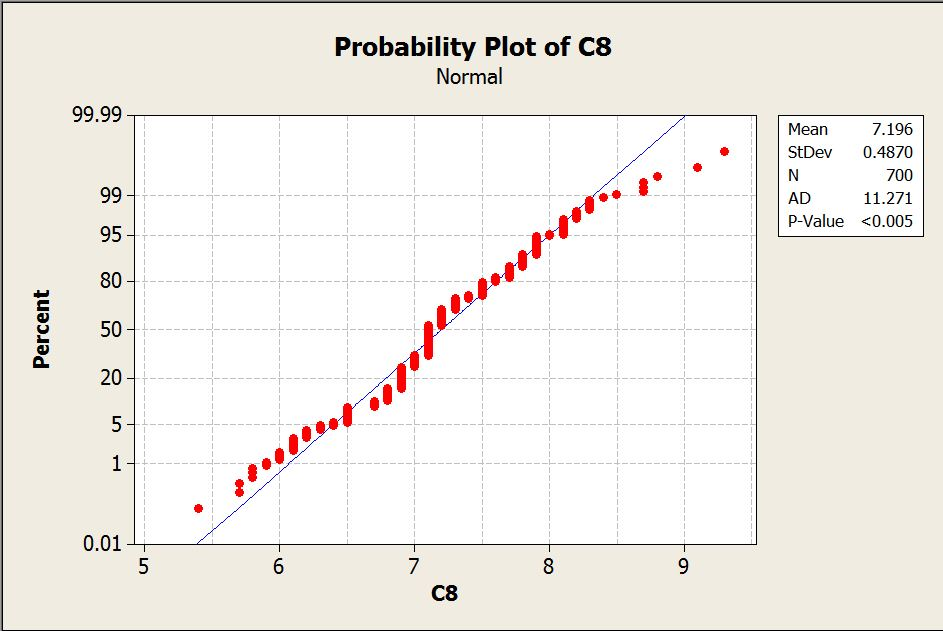 Probability Plot of C8
Normal
99.99
99
95
80
50
20
5
1
0.01
Percent
5 6 7 8 9
C8
Mean 7.196
StDev 0.4870
N 700
AD 11.271
P-Value <0.005